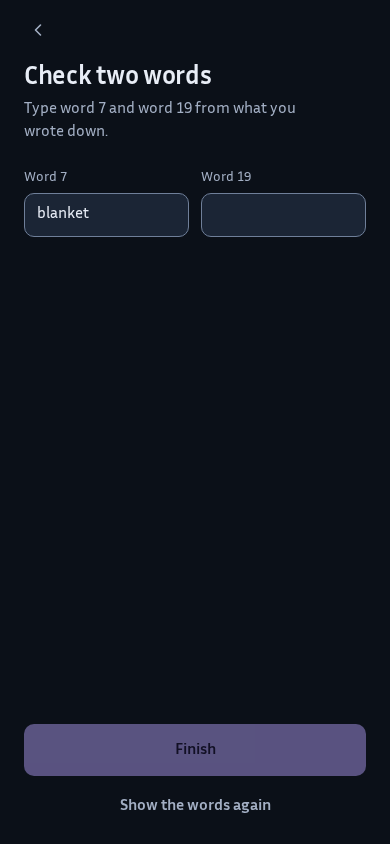 Check two words
Type word 7 and word 19 from what you
wrote down.
Word 7
Word 19
blanket
Finish
Show the words again